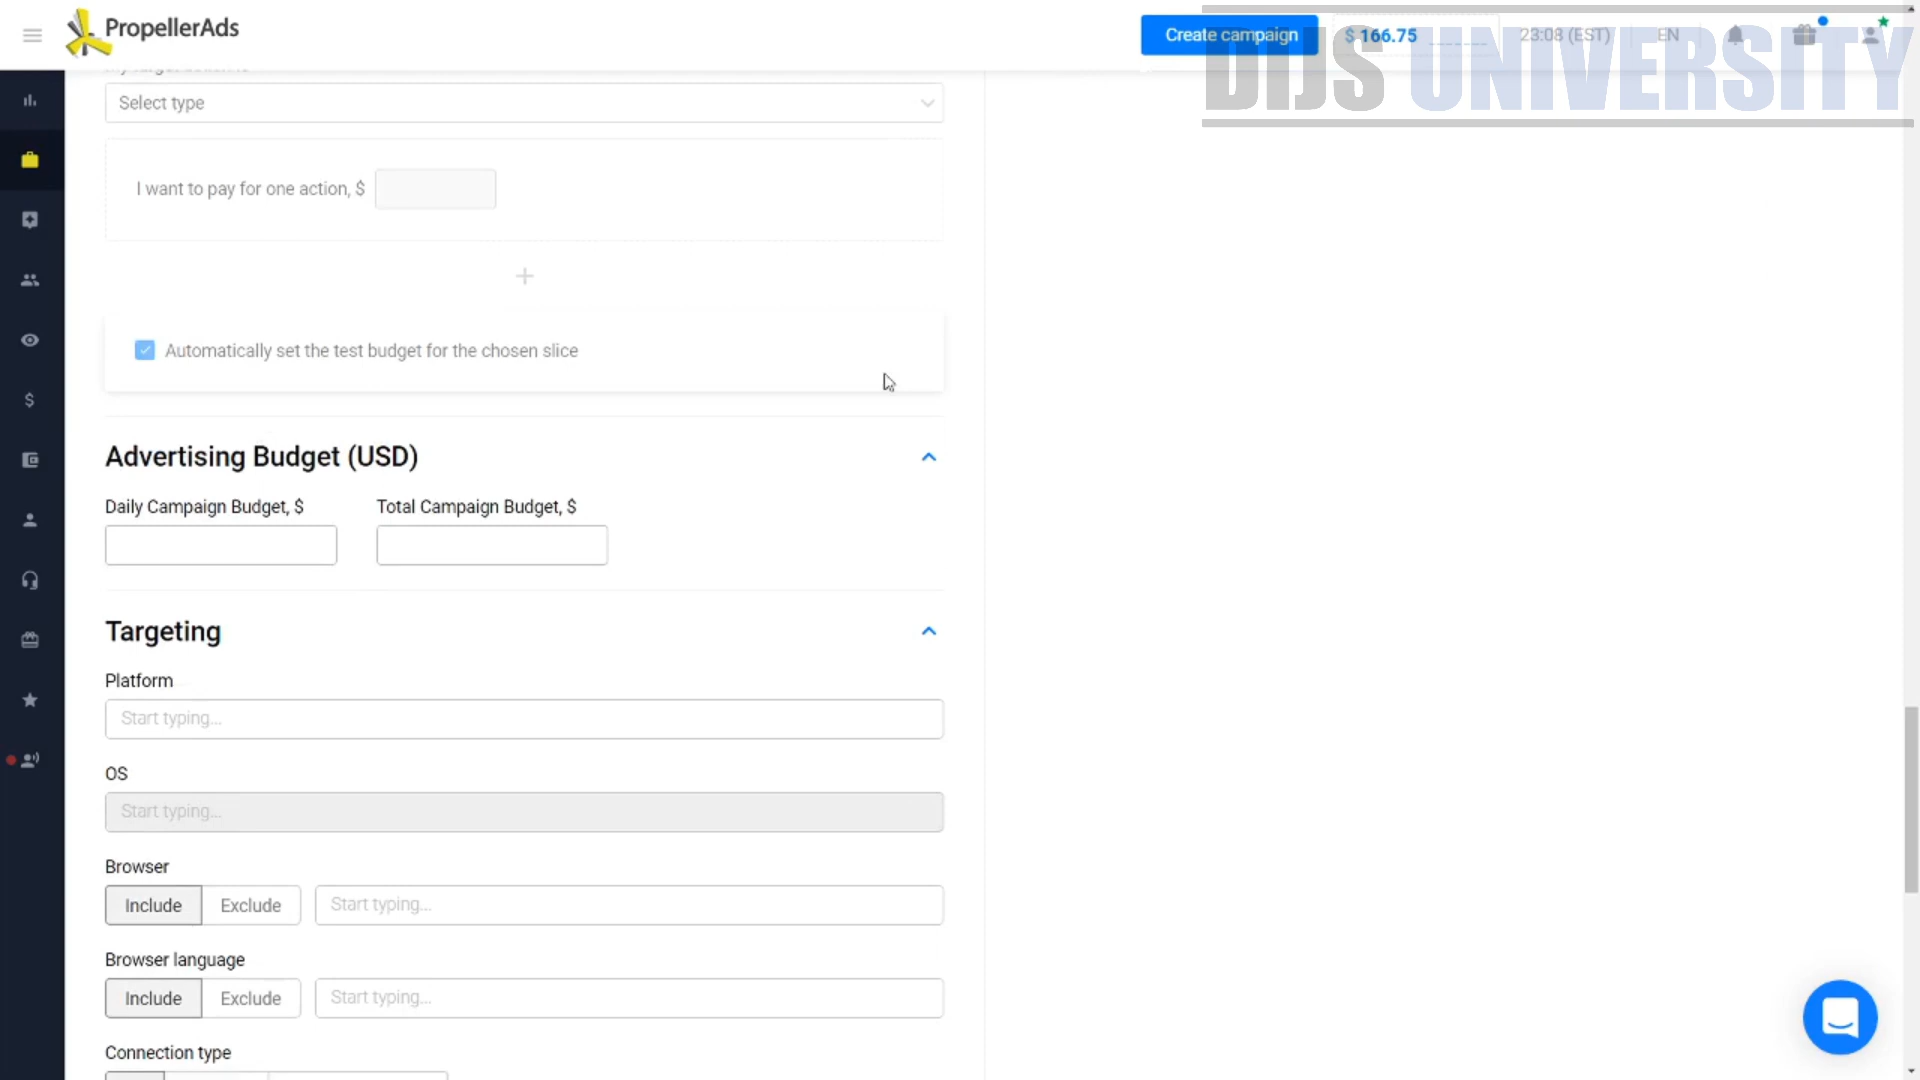 PropellerAds
Create campaign
$ 166.75
23:08 (EST)
EN
DIJS UNIVERSITY
Select type
I want to pay for one action, $
Automatically set the test budget for the chosen slice
Advertising Budget (USD)
Daily Campaign Budget, $
Total Campaign Budget, $
Targeting
Platform
Start typing...
OS
Start typing...
Browser
Include
Exclude
Start typing...
Browser language
Include
Exclude
Start typing...
Connection type